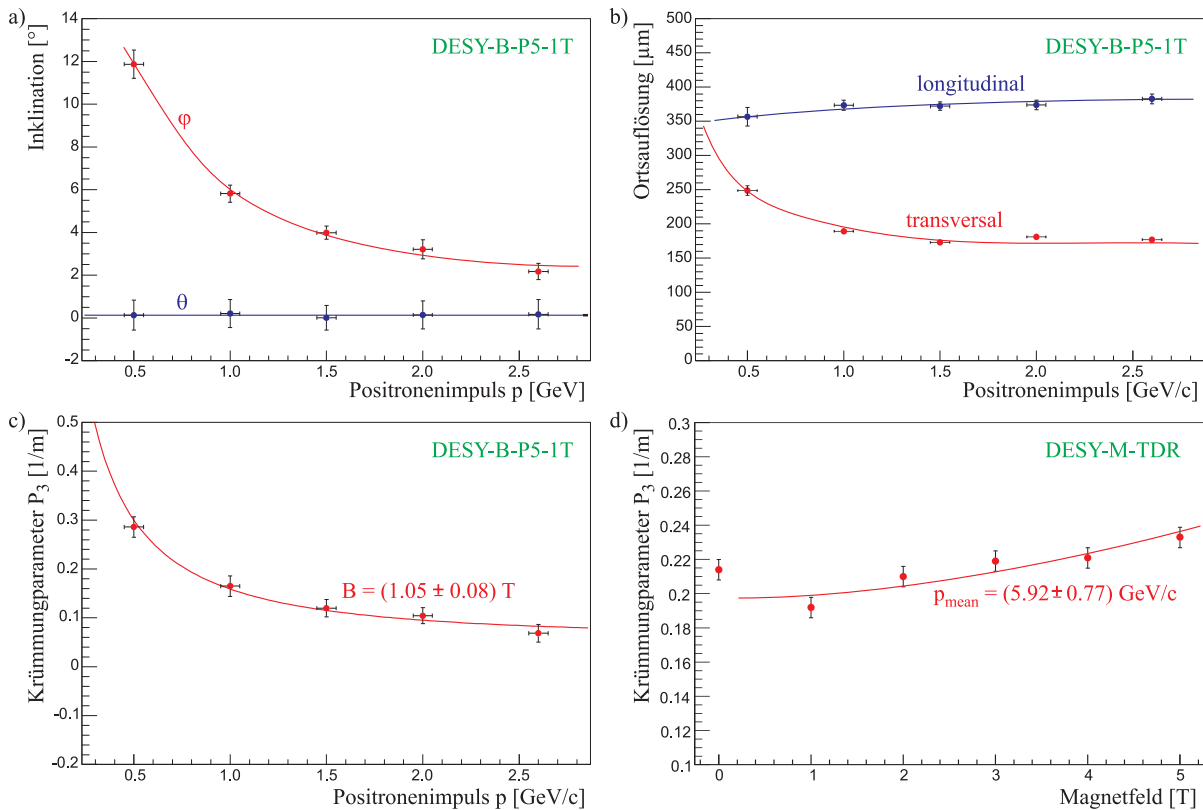 a)
Inklination [°]
14
12
10
8
6
4
2
0
-2
DESY-B-P5-1T
φ
θ
0.5 1.0 1.5 2.0 2.5
Positronenimpuls p [GeV]
b)
Ortsauflösung [µm]
500
450
400
350
300
250
200
150
100
50
0
DESY-B-P5-1T
longitudinal
transversal
0.5 1.0 1.5 2.0 2.5
Positronenimpuls [GeV/c]
c)
Krümmungparameter P3 [1/m]
0.5
0.4
0.3
0.2
0.1
0
-0.1
-0.2
DESY-B-P5-1T
B = (1.05 ± 0.08) T
0.5 1.0 1.5 2.0 2.5
Positronenimpuls p [GeV/c]
d)
Krümmungparameter P3 [1/m]
0.3
0.28
0.26
0.24
0.22
0.2
0.18
0.16
0.14
0.12
0.1
DESY-M-TDR
pmean = (5.92 ± 0.77) GeV/c
0 1 2 3 4 5
Magnetfeld [T]